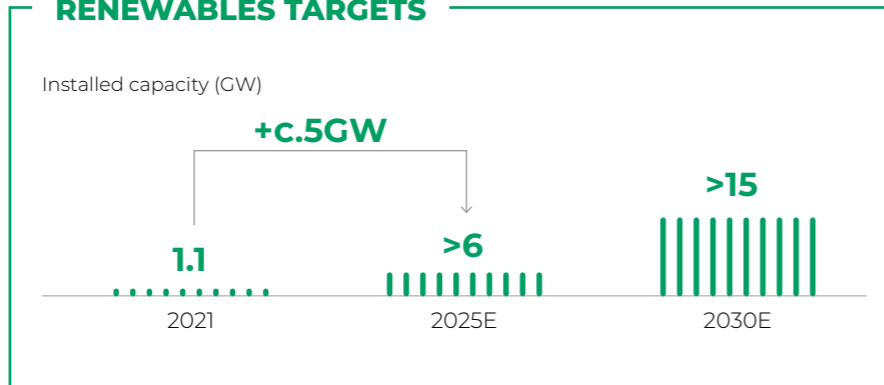 RENEWABLES TARGETS
Installed capacity (GW)
+c.5GW
>15
>6
1.1
2021
2025E
2030E